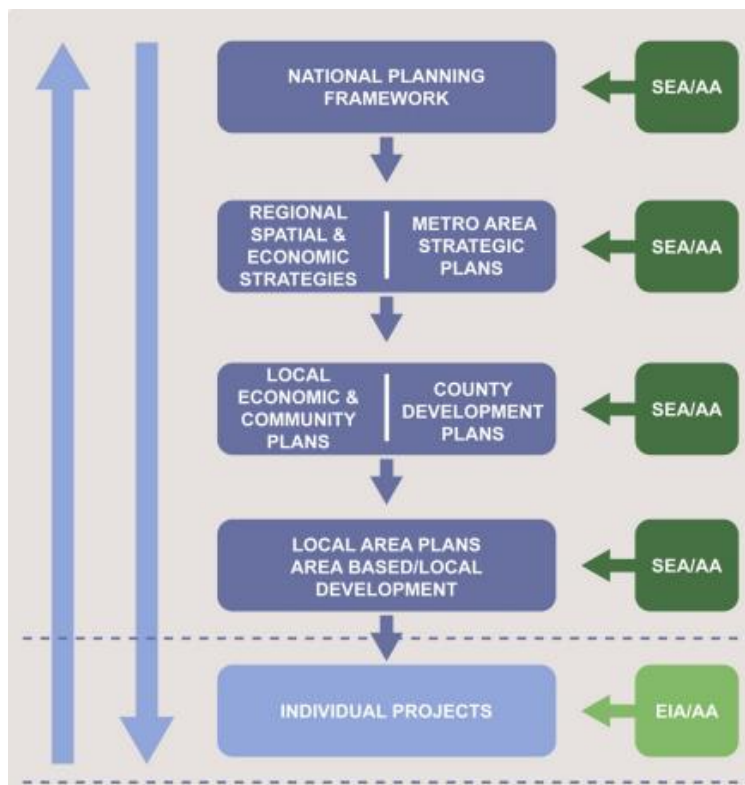 NATIONAL PLANNING
FRAMEWORK
SEA/AA
REGIONAL
SPATIAL &
ECONOMIC
STRATEGIES
METRO AREA
STRATEGIC
PLANS
SEA/AA
LOCAL
ECONOMIC &
COMMUNITY
PLANS
COUNTY
DEVELOPMENT
PLANS
SEA/AA
LOCAL AREA PLANS
AREA BASED/LOCAL
DEVELOPMENT
SEA/AA
INDIVIDUAL PROJECTS
EIA/AA